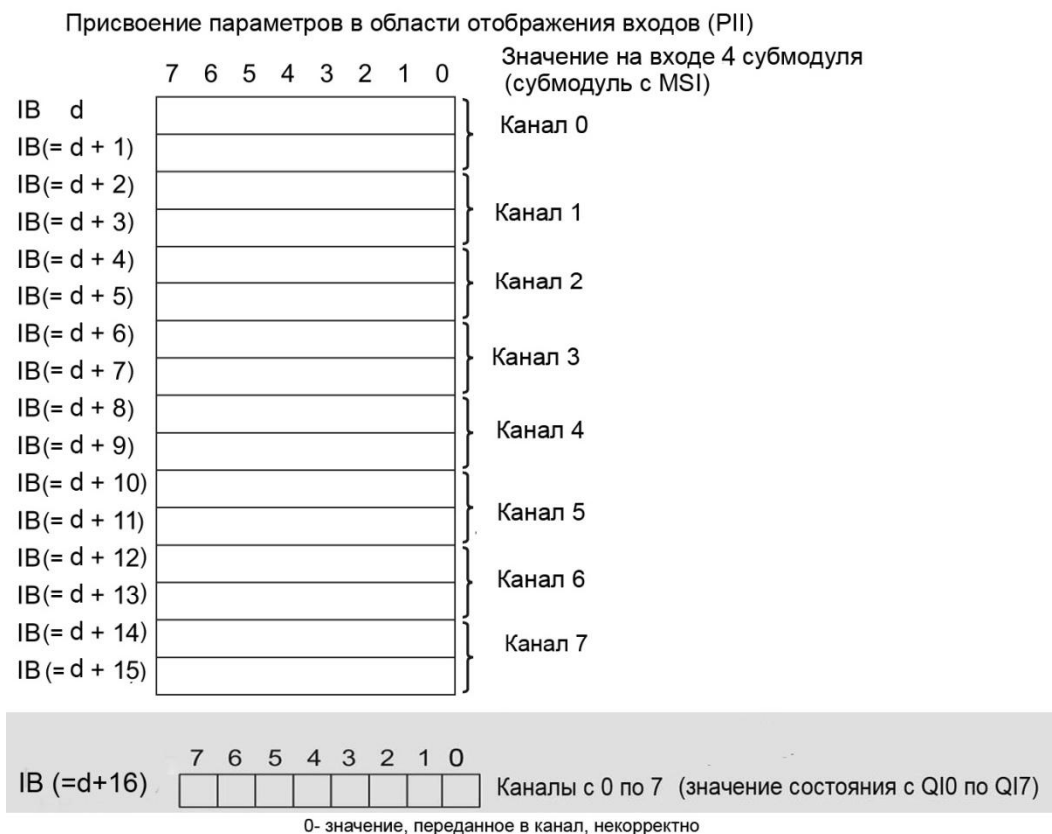 Присвоение параметров в области отображения входов (PII)
7 6 5 4 3 2 1 0
Значение на входе 4 субмодуля
(субмодуль с MSI)
IB d
IB(= d + 1)
Канал 0
IB(= d + 2)
IB(= d + 3)
Канал 1
IB(= d + 4)
IB(= d + 5)
Канал 2
IB(= d + 6)
IB(= d + 7)
Канал 3
IB(= d + 8)
IB(= d + 9)
Канал 4
IB(= d + 10)
IB(= d + 11)
Канал 5
IB(= d + 12)
IB(= d + 13)
Канал 6
IB(= d + 14)
IB(= d + 15)
Канал 7
7 6 5 4 3 2 1 0
IB (=d+16) Каналы с 0 по 7 (значение состояния с QI0 по QI7)
0- значение, переданное в канал, некорректно